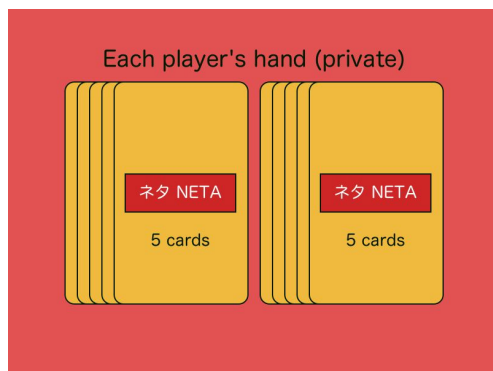 Each player's hand (private)
ネタ NETA
5 cards
ネタ NETA
5 cards